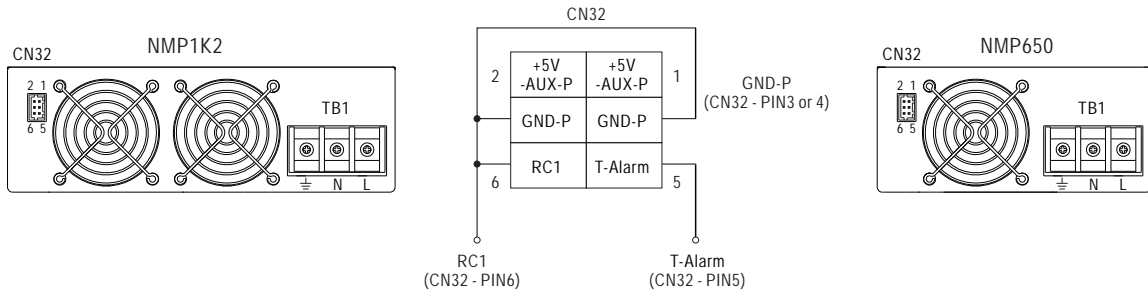 CN32
NMP1K2
CN32
2 1
6 5
TB1
N L
2
+5V
-AUX-P
+5V
-AUX-P
1
GND-P
GND-P
6
RC1
T-Alarm
5
GND-P
(CN32 - PIN3 or 4)
RC1
(CN32 - PIN6)
T-Alarm
(CN32 - PIN5)
NMP650
CN32
2 1
6 5
TB1
N L